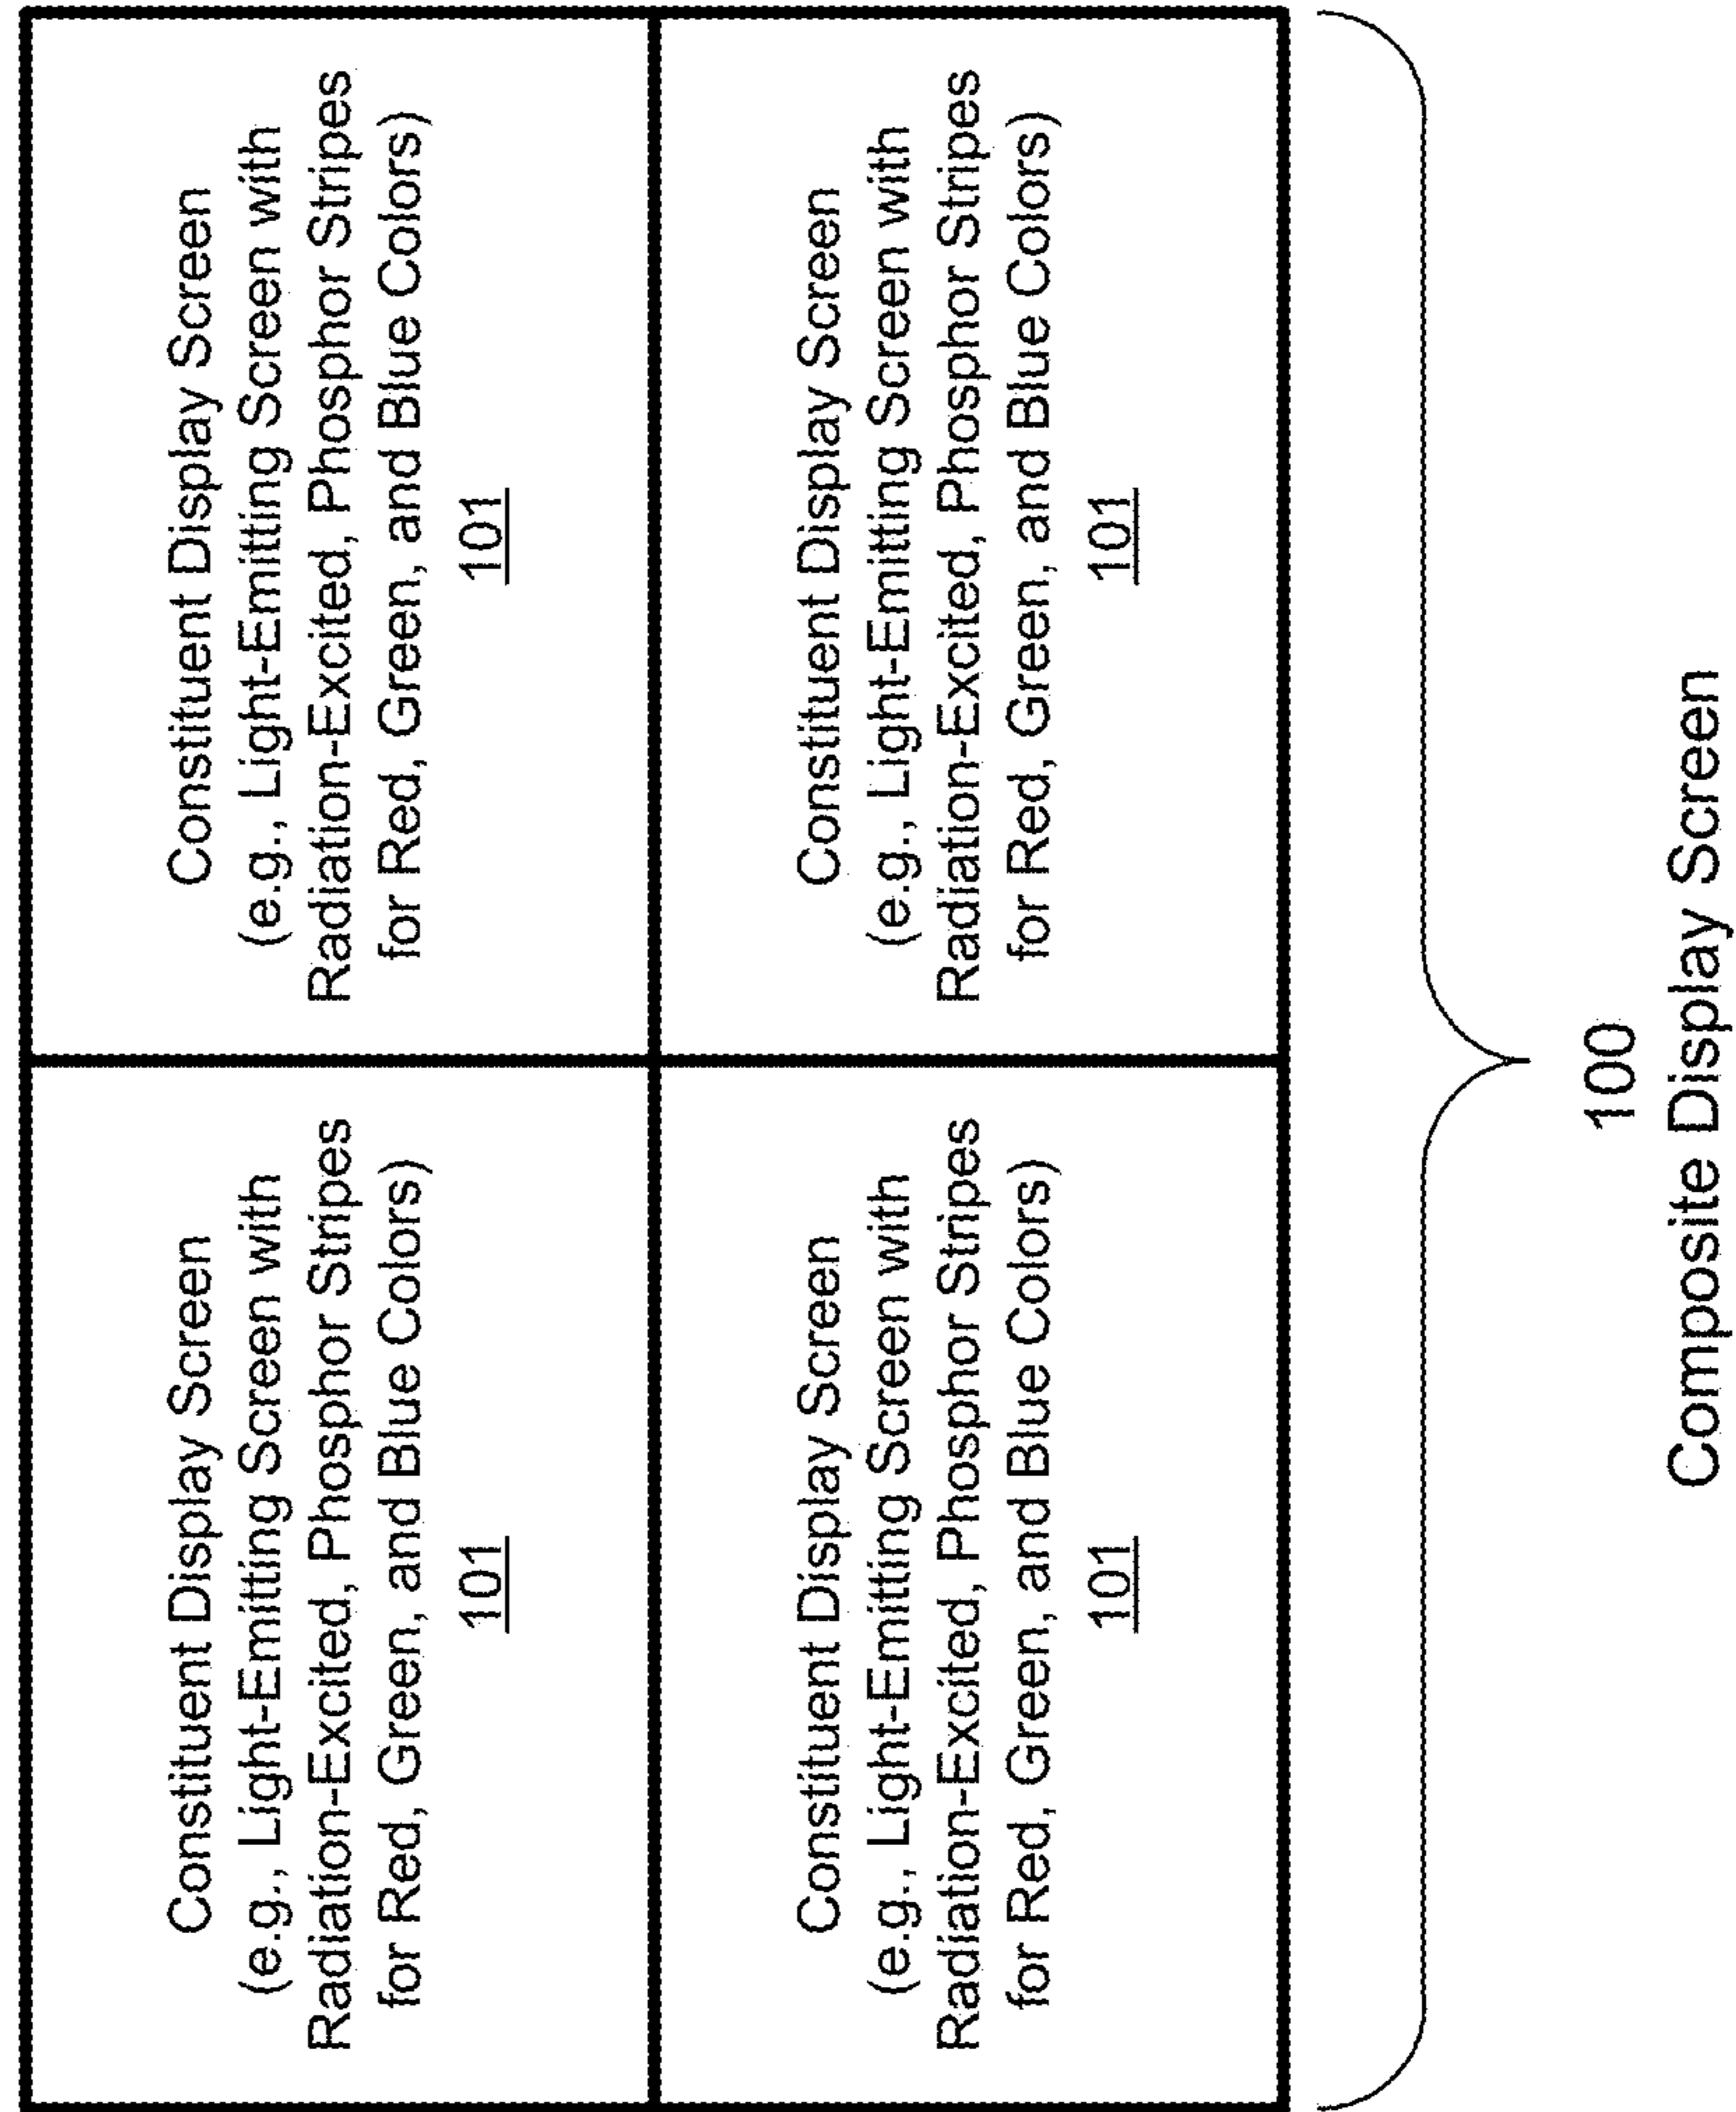 Constituent Display Screen
(e.g., Light-Emitting Screen with
Radiation-Excited, Phosphor Stripes
for Red, Green, and Blue Colors)
101
Constituent Display Screen
(e.g., Light-Emitting Screen with
Radiation-Excited, Phosphor Stripes
for Red, Green, and Blue Colors)
101
Constituent Display Screen
(e.g., Light-Emitting Screen with
Radiation-Excited, Phosphor Stripes
for Red, Green, and Blue Colors)
101
Constituent Display Screen
(e.g., Light-Emitting Screen with
Radiation-Excited, Phosphor Stripes
for Red, Green, and Blue Colors)
101
100
Composite Display Screen